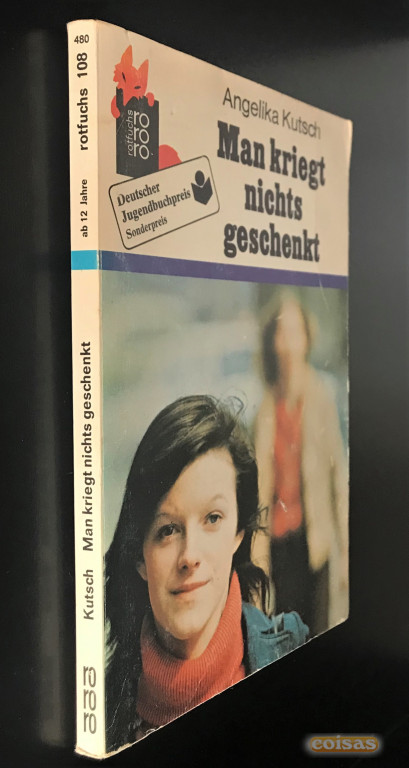 480
ab 12 Jahre rotfuchs 108
Kutsch Man kriegt nichts geschenkt
rororo
rotfuchs
rororo
Angelika Kutsch
Man kriegt
nichts
geschenkt
Deutscher
Jugendbuchpreis
Sonderpreis
coisas